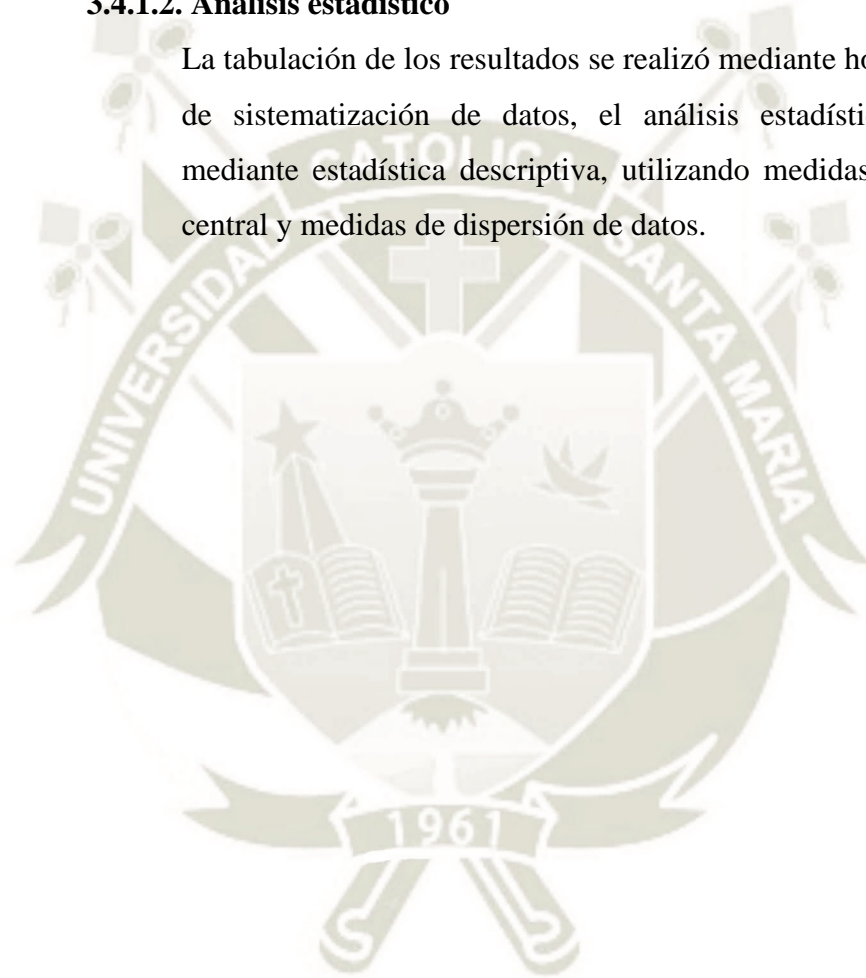 3.4.1.2. Análisis estadístico
La tabulación de los resultados se realizó mediante
de sistematización de datos, el análisis
mediante estadística descriptiva, utilizando medidas
central y medidas de dispersión de datos.
UNIVERSIDAD CATOLICA SANTA MARIA
1961